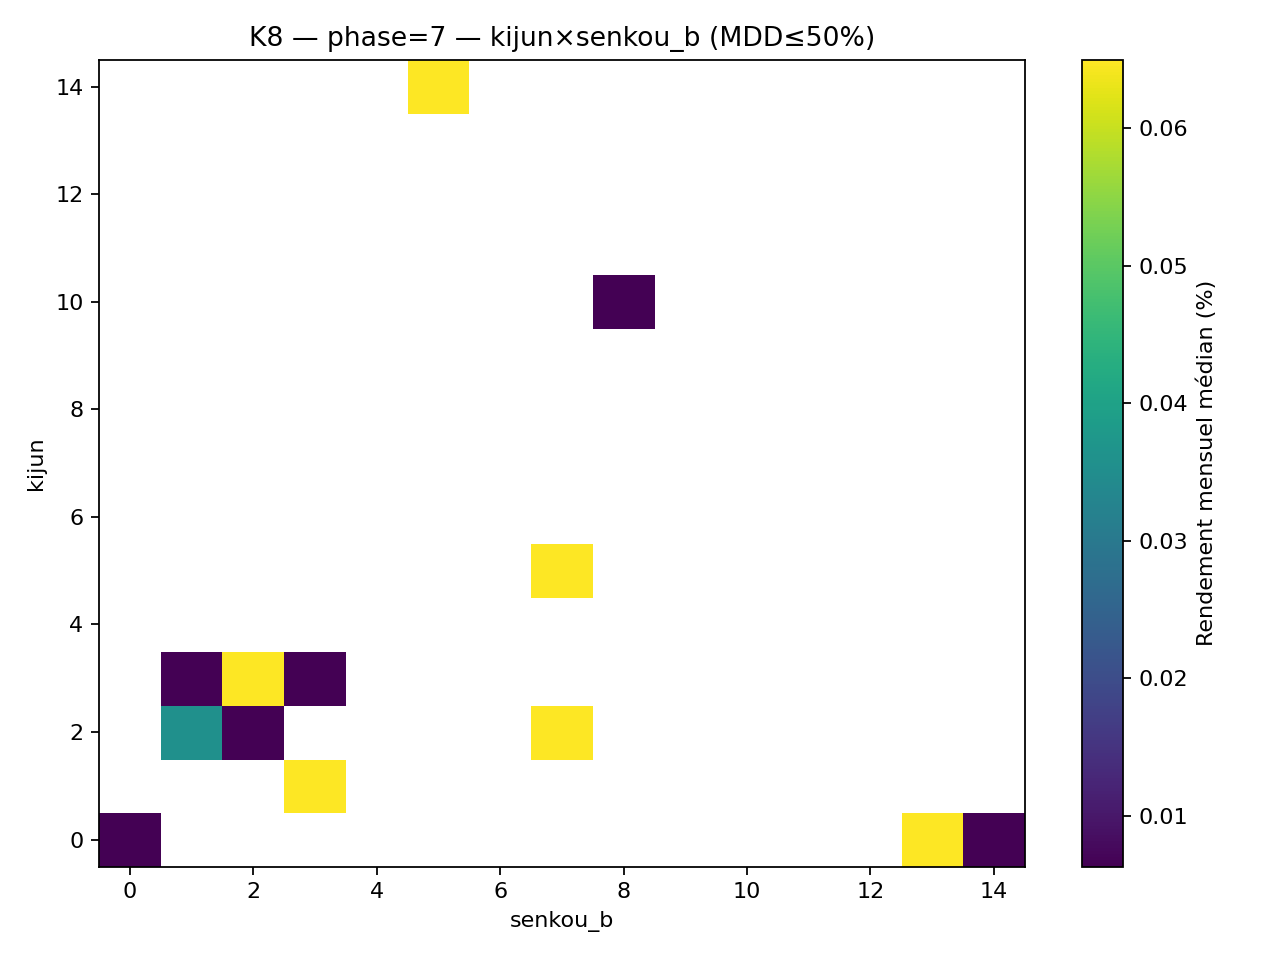 K8 — phase=7 — kijun×senkou_b (MDD≤50%)
14
12
10
8
6
4
2
0
kijun
0 2 4 6 8 10 12 14
senkou_b
0.06
0.05
0.04
0.03
0.02
0.01
Rendement mensuel médian (%)